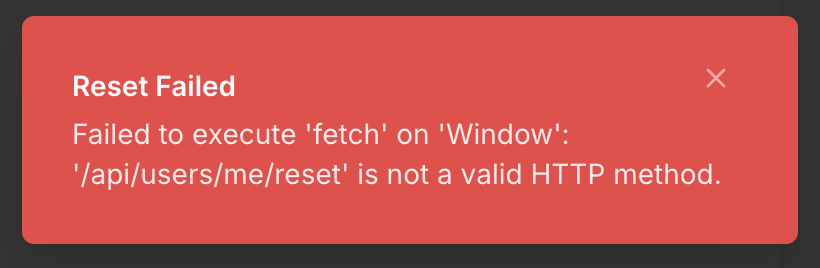 Reset Failed
Failed to execute 'fetch' on 'Window':
'/api/users/me/reset' is not a valid HTTP method.